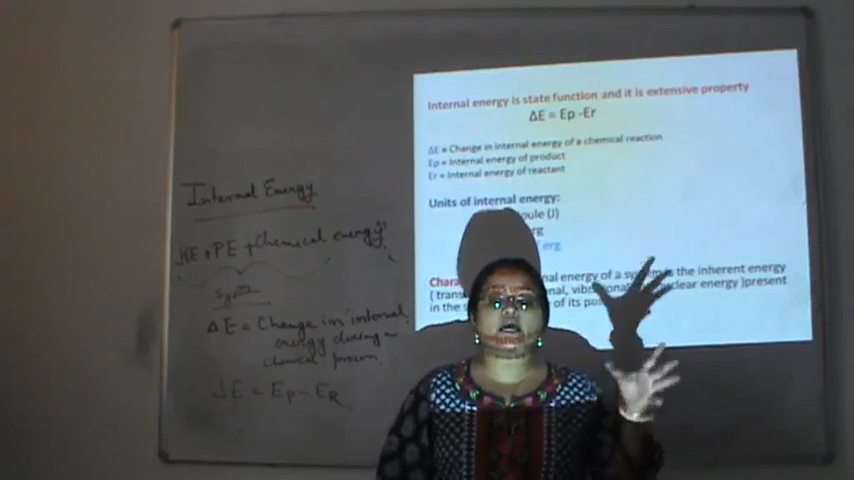 Internal Energy
KE + PE + Chemical energy
System
ΔE = Change in internal
energy during
chemical process.
ΔE = Ep - ER
Internal energy is state function and it is extensive property
ΔE = Ep -Er
ΔE = Change in internal energy of a chemical reaction
Ep = Internal energy of product
Er = Internal energy of reactant
Units of internal energy:
oule (J)
erg
erg
Chara nal energy of a system is the inherent energy
( trans nal, vibrational nuclear energy )present
in the s e of its